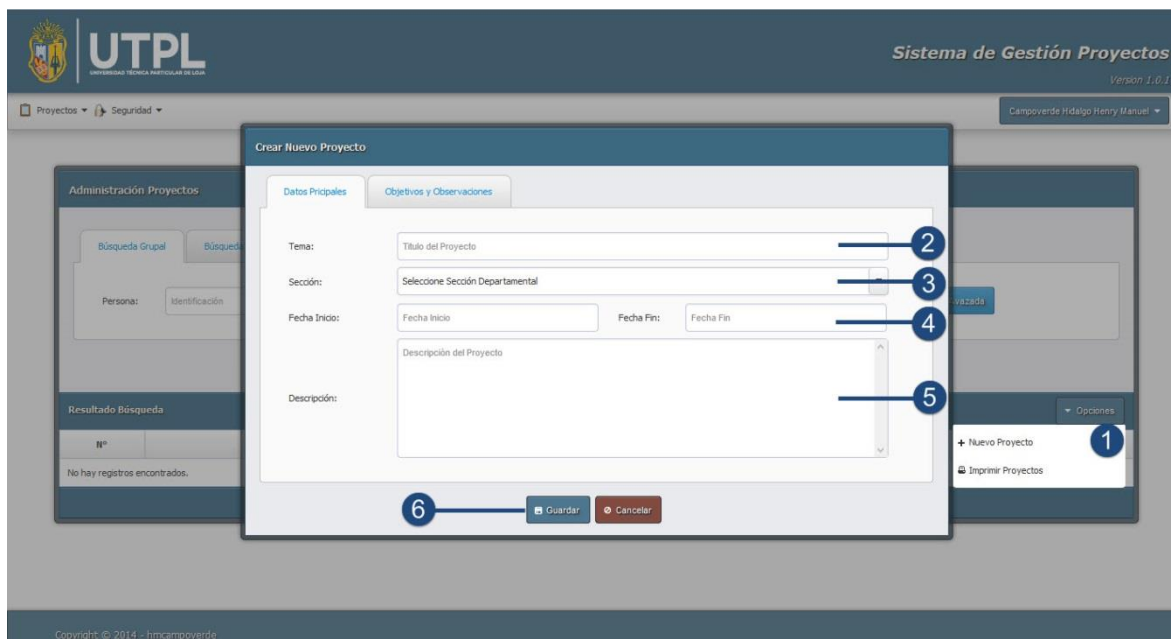 UTPL
UNIVERSIDAD TÉCNICA PARTICULAR DE LOJA
Sistema de Gestión Proyectos
Version 1.0.1
Proyectos Seguridad
Campoverde Hidalgo Henry Manuel
Crear Nuevo Proyecto
Administración Proyectos
Datos Pricipales Objetivos y Observaciones
Búsqueda Grupal
Tema: Titulo del Proyecto 2
Sección: Seleccione Sección Departamental 3
Persona: Identificación
Fecha Inicio: Fecha Inicio Fecha Fin: Fecha Fin 4
Descripción del Proyecto
Descripción: 5
Resultado Búsqueda Opciones
Nº
+ Nuevo Proyecto 1
No hay registros encontrados.
Imprimir Proyectos
6 Guardar Cancelar
Copyright © 2014 - hmcampoverde